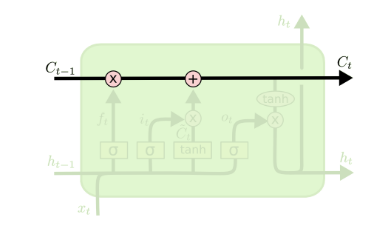 h_t
C_{t-1} x + C_t
tanh
f_t i_t x o_t x
C̃_t
σ σ tanh σ
h_{t-1} h_t
x_t